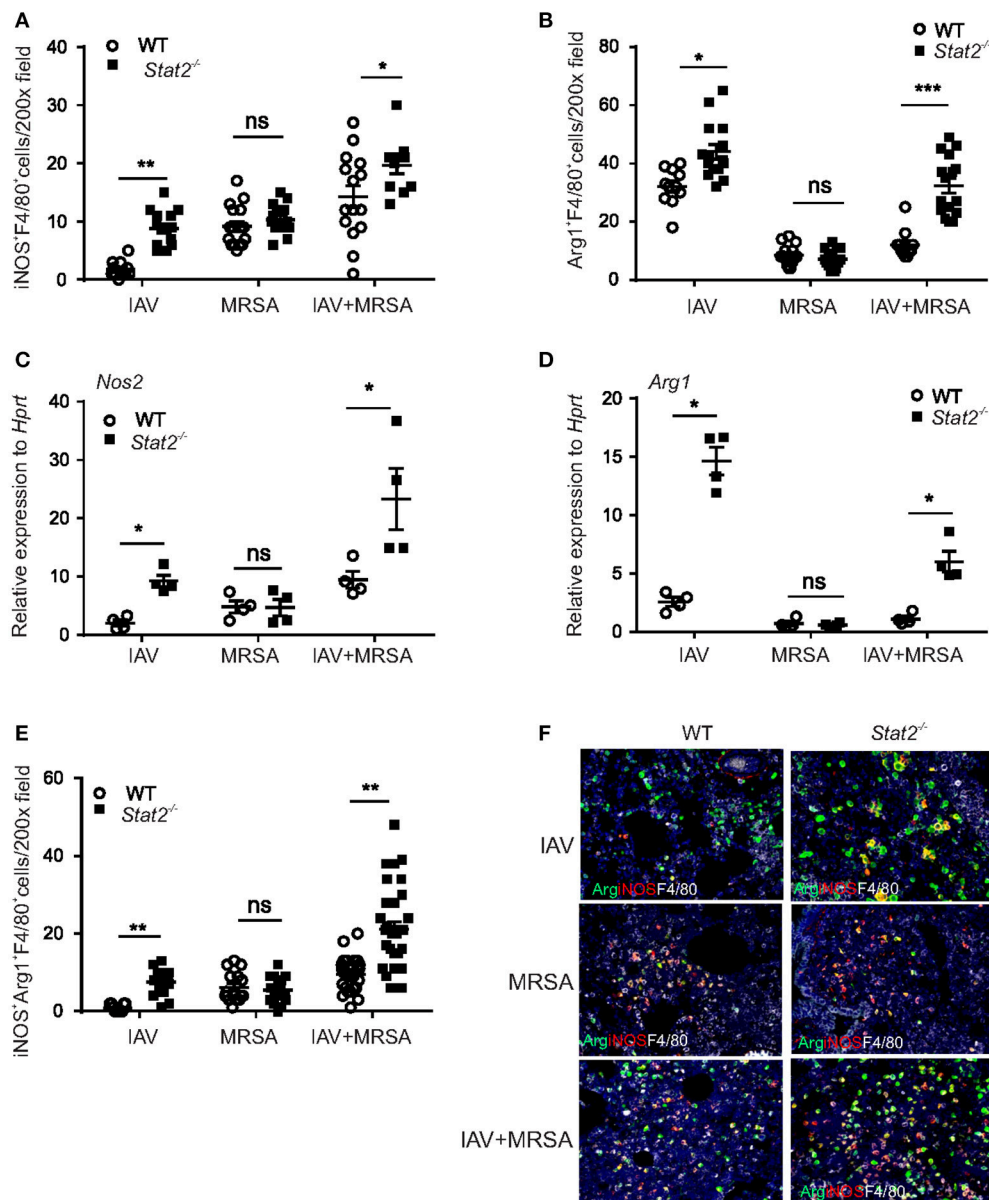 A
iNOS⁺F4/80⁺cells/200x field
40
30
20
10
0
WT
Stat2⁻/⁻
**
ns
*
IAV
MRSA
IAV+MRSA
B
Arg1⁺F4/80⁺cells/200x field
80
60
40
20
0
WT
Stat2⁻/⁻
*
ns
***
IAV
MRSA
IAV+MRSA
C
Nos2
Relative expression to Hprt
40
30
20
10
0
WT
Stat2⁻/⁻
*
ns
*
IAV
MRSA
IAV+MRSA
D
Arg1
Relative expression to Hprt
20
15
10
5
0
WT
Stat2⁻/⁻
*
ns
*
IAV
MRSA
IAV+MRSA
E
iNOS⁺Arg1⁺F4/80⁺cells/200x field
60
40
20
0
WT
Stat2⁻/⁻
**
ns
**
IAV
MRSA
IAV+MRSA
F
WT
Stat2⁻/⁻
IAV
ArgiNOSF4/80
ArgiNOSF4/80
MRSA
ArgiNOSF4/80
ArgiNOSF4/80
IAV+MRSA
ArgiNOSF4/80
ArgiNOSF4/80